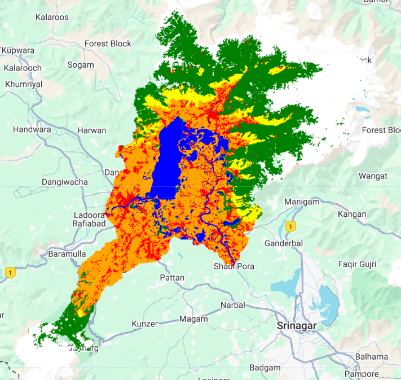 Kalaroos
Kupwara
Forest Block
Sogam
Kalarooch
Khumriyal
Handwara
Harwan
Forest Bloc
Dangiwacha
Wangat
Ladoora
Rafiabad
Manigam
Kangan
1
Baramulla
Ganderbal
1
Shadi Pora
Faqir Gujri
Pattan
Narbal
Kunzer
Magam
Srinagar
Balhama
Badgam
Pampore